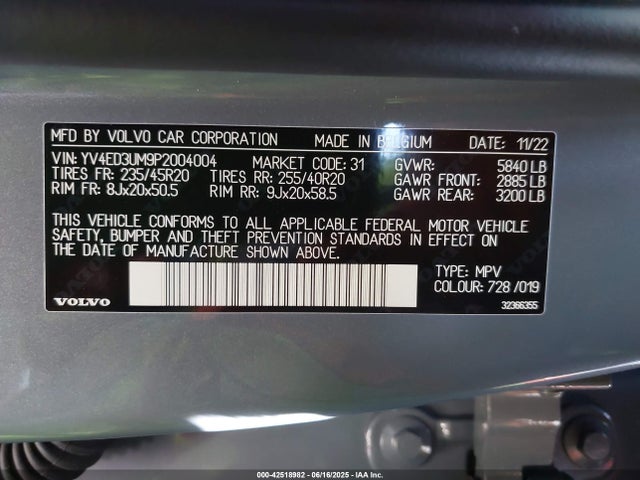 MFD BY VOLVO CAR CORPORATION MADE IN BELGIUM DATE: 11/22
VIN: YV4ED3UM9P2004004 MARKET CODE: 31 GVWR: 5840 LB
TIRES FR: 235/45R20 TIRES RR: 255/40R20 GAWR FRONT: 2885 LB
RIM FR: 8Jx20x50.5 RIM RR: 9Jx20x58.5 GAWR REAR: 3200 LB
THIS VEHICLE CONFORMS TO ALL APPLICABLE FEDERAL MOTOR VEHICLE
SAFETY, BUMPER AND THEFT PREVENTION STANDARDS IN EFFECT ON
THE DATE OF MANUFACTURE SHOWN ABOVE.
TYPE: MPV
COLOUR: 728 /019
VOLVO 32366355
000-42518982 - 06/16/2025 - IAA Inc.